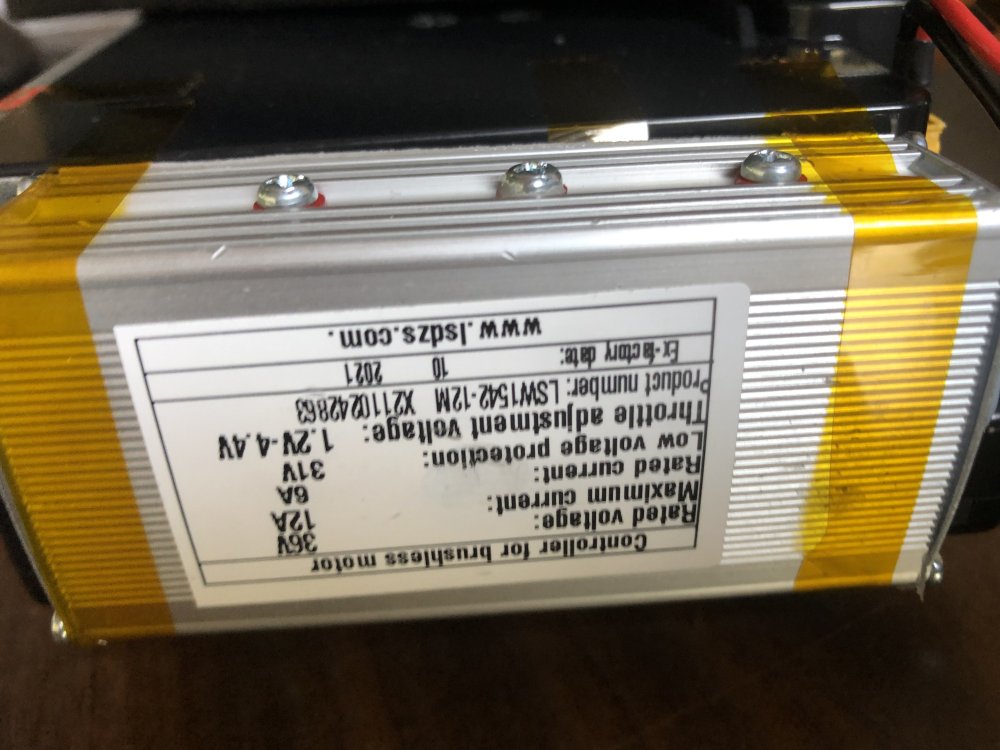 Controller for brushless motor
Rated voltage: 36V
Maximum current: 12A
Rated current: 6A
Low voltage protection: 31V
Throttle adjustment voltage: 1.2V-4.4V
Product number: LSW1542-12M X2110242863
Ex-factory date: 10 2021
www.lsdzs.com.